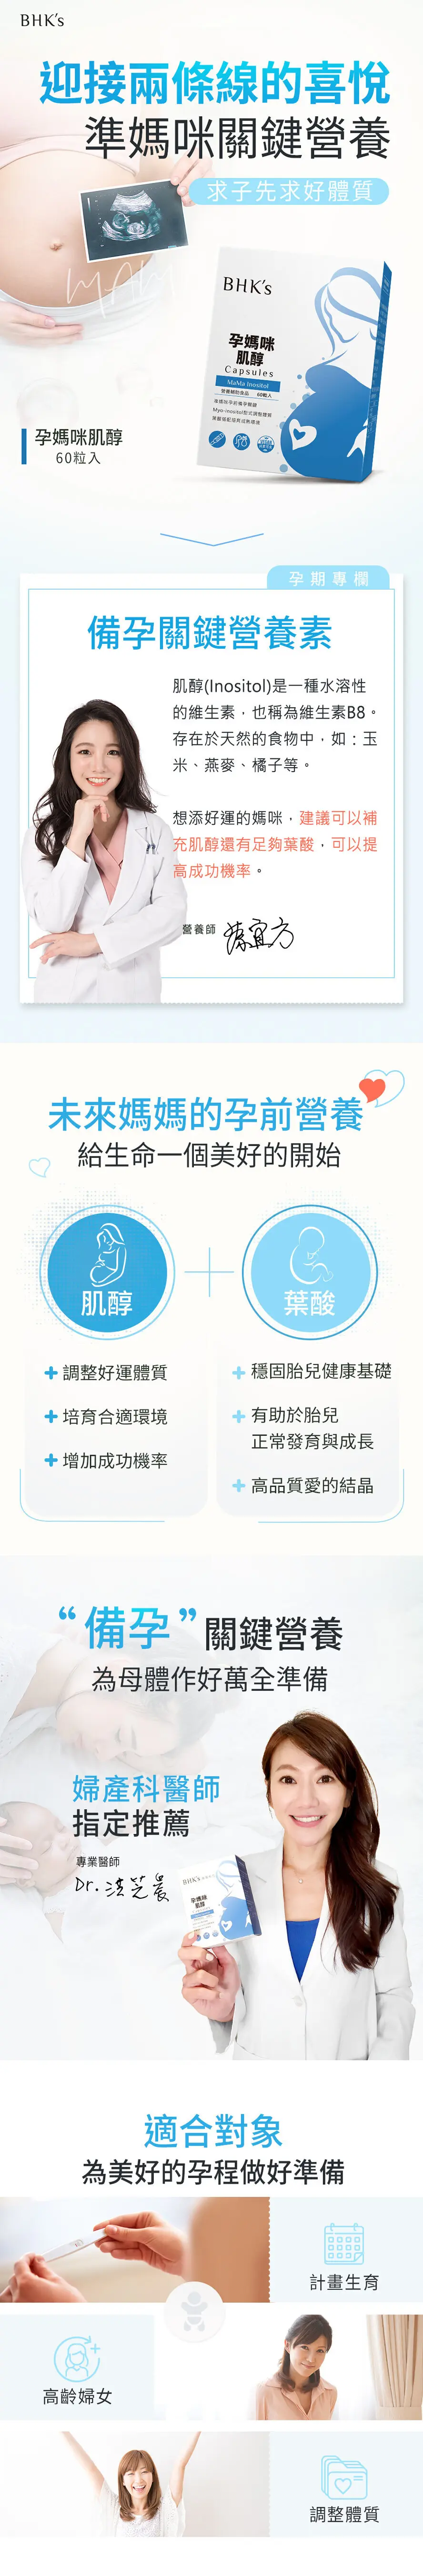 BHK's
迎接兩條線的喜悅
準媽咪關鍵營養
求子先求好體質
BHK's
孕媽咪
肌醇
Capsules
MaMa Inositol
營養輔助食品 60粒入
孕媽咪肌醇
60粒入
孕期專欄
備孕關鍵營養素
肌醇(Inositol)是一種水溶性
的維生素，也稱為維生素B8。
存在於天然的食物中，如：玉
米、燕麥、橘子等。
想添好運的媽咪，建議可以補
充肌醇還有足夠葉酸，可以提
高成功機率。
營養師
未來媽媽的孕前營養
給生命一個美好的開始
肌醇
調整好運體質
培育合適環境
增加成功機率
葉酸
穩固胎兒健康基礎
有助於胎兒
正常發育與成長
高品質愛的結晶
“備孕”關鍵營養
為母體作好萬全準備
婦產科醫師
指定推薦
專業醫師
Dr. 洪芝晨
BHK's
孕媽咪
肌醇
適合對象
為美好的孕程做好準備
計畫生育
高齡婦女
調整體質